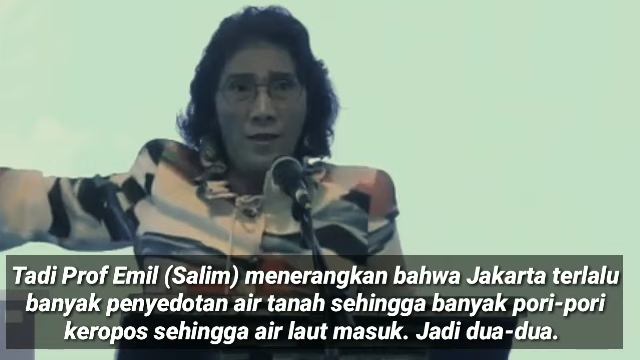 Tadi Prof Emil (Salim) menerangkan bahwa Jakarta terlalu
banyak penyedotan air tanah sehingga banyak pori-pori
keropos sehingga air laut masuk. Jadi dua-dua.